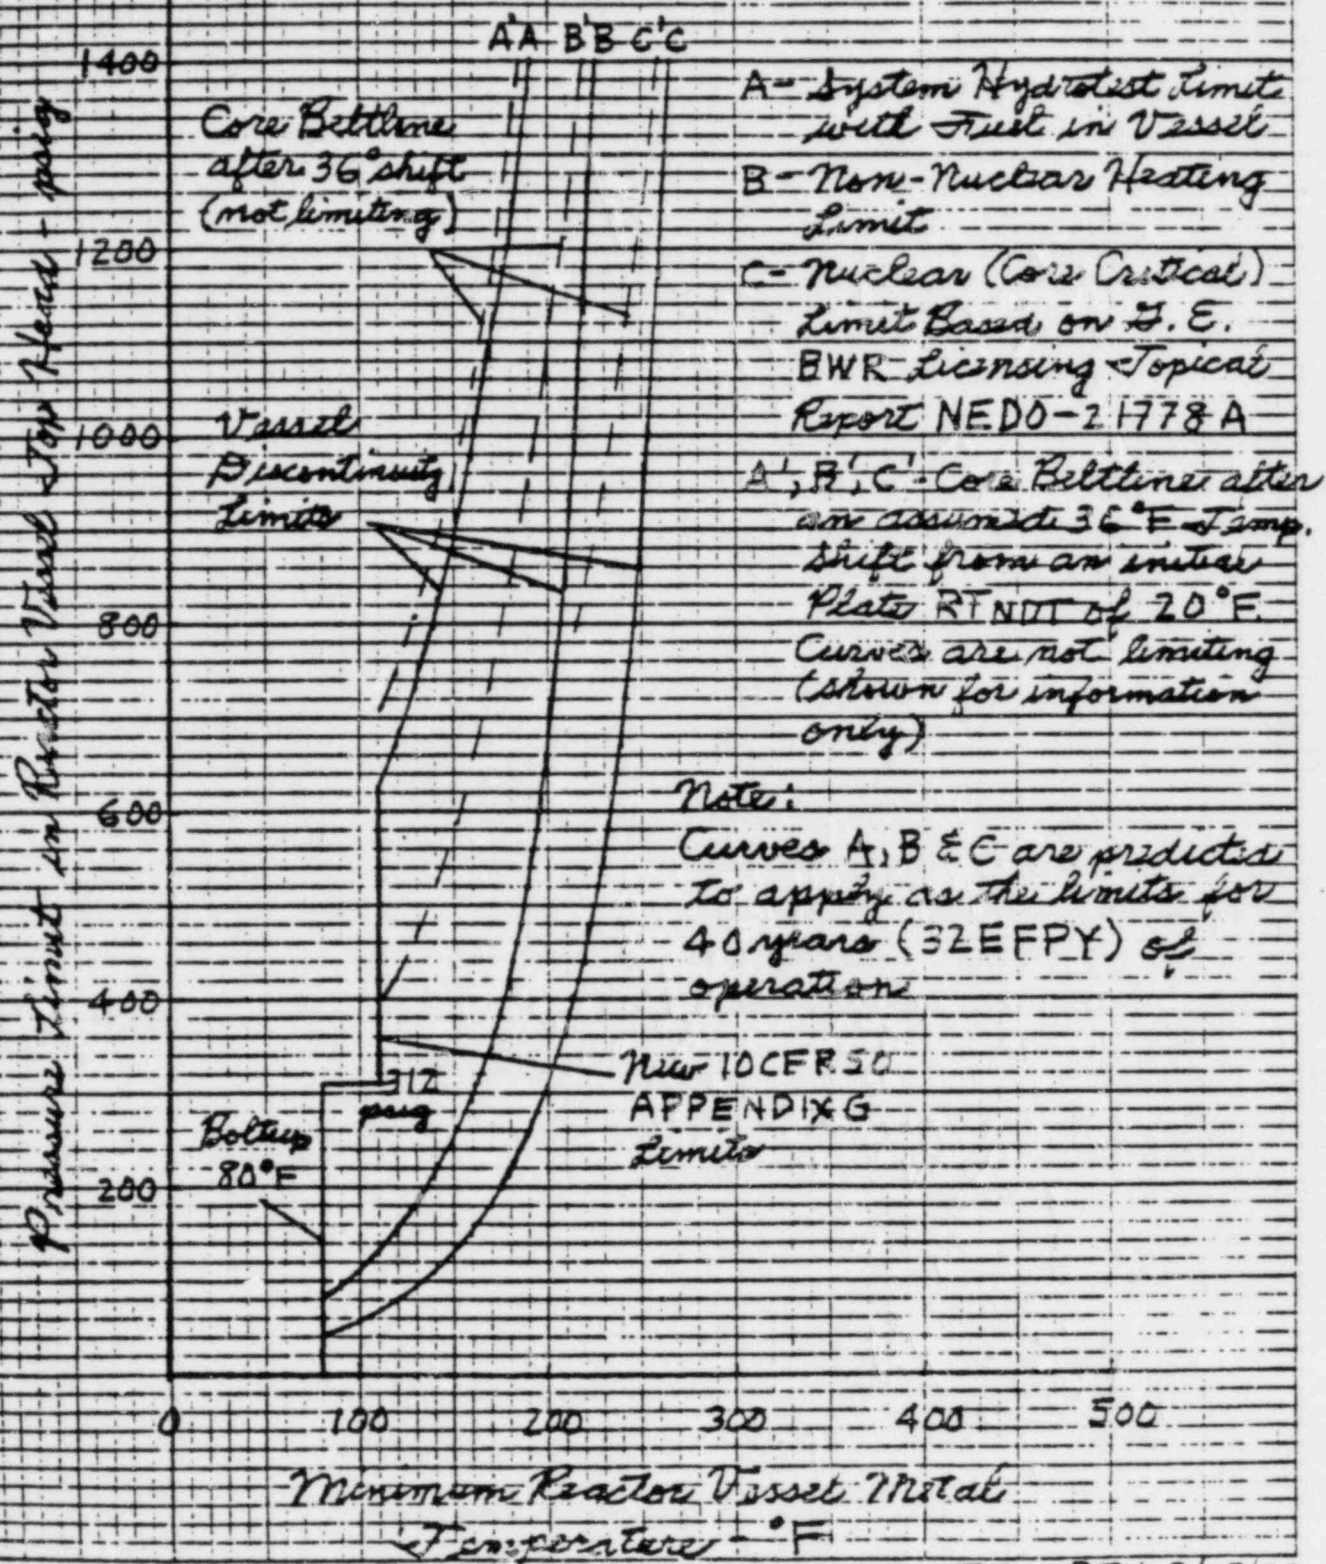 A' A B' B C' C
1400
1200
1000
800
600
400
200
Pressure Limit in Reactor Vessel Top Head - psig
Core Beltline
after 36° shift
(not limiting)
Vessel
Discontinuity
Limits
A - System Hydrotest Limit
with Fuel in Vessel
B - Non-Nuclear Heating
Limit
C - Nuclear (Core Critical)
Limit Based on G.E.
BWR Licensing Topical
Report NEDO-21778A
A', B', C' - Core Beltline after
an assumed 36°F Temp.
shift from an initial
Plate RTNDT of 20°F.
Curves are not limiting
(shown for information
only)
Note:
Curves A, B & C are predicted
to apply as the limits for
40 years (32EFPY) of
operation
312
psig
Boltup
80°F
New 10CFR50
APPENDIX G
Limits
0 100 200 300 400 500
Minimum Reactor Vessel Metal
Temperature - °F